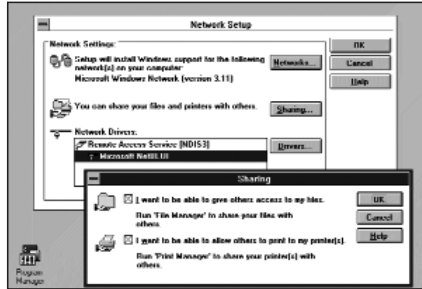 Network Setup
Network Settings:
Setup will install Windows support for the following
network(s) on your computer:
Microsoft Windows Network (version 3.11)
You can share your files and printers with others.
Network Drivers:
Remote Access Service [NDIS3]
Microsoft NetBEUI
Networks...
Sharing...
Drivers...
OK
Cancel
Help
Sharing
I want to be able to give others access to my files.
Run 'File Manager' to share your files with
others.
I want to be able to allow others to print to my printer(s).
Run 'Print Manager' to share your printer(s) with
others.
OK
Cancel
Help
Program
Manager